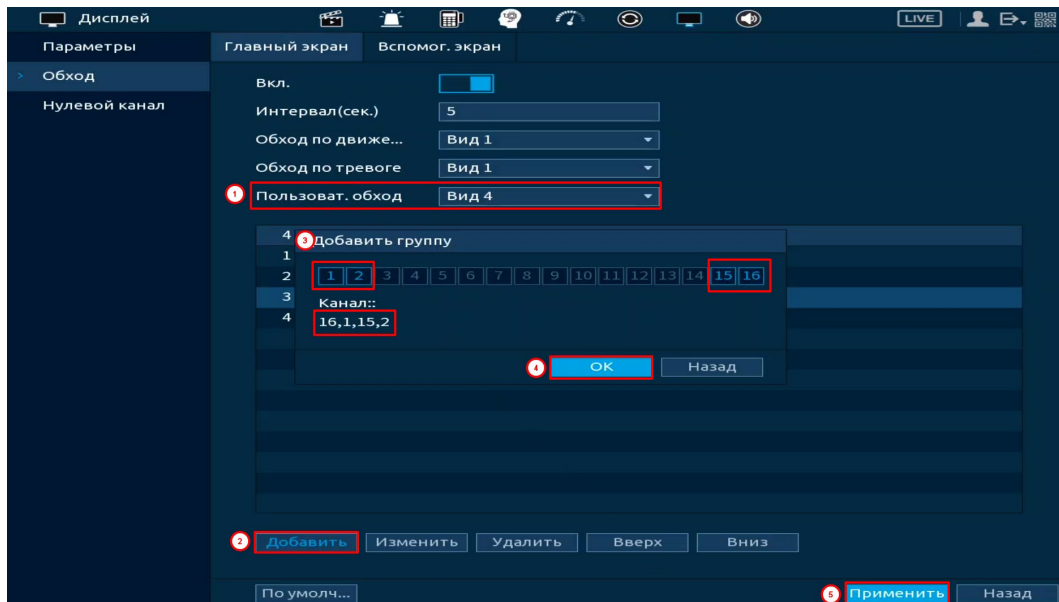 Дисплей LIVE
Параметры Главный экран Вспомог. экран
Обход
Нулевой канал
Вкл.
Интервал(сек.) 5
Обход по движе... Вид 1
Обход по тревоге Вид 1
1 Пользоват. обход Вид 4
4
3 Добавить группу
1
2
1 2 3 4 5 6 7 8 9 10 11 12 13 14 15 16
3
Канал::
4
16,1,15,2
4 OK Назад
2 Добавить Изменить Удалить Вверх Вниз
По умолч... 5 Применить Назад